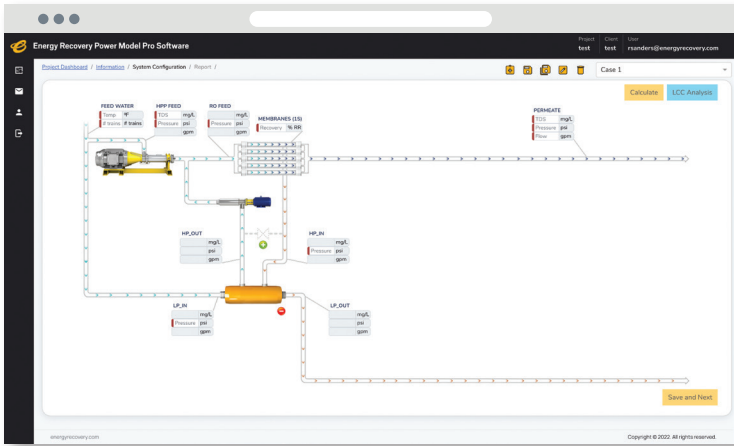 Energy Recovery Power Model Pro Software
Project Client User
test test rsanders@energyrecovery.com
Project Dashboard / Information / System Configuration / Report /
Case 1
Calculate LCC Analysis
FEED WATER
Temp °F
# trains # trains
HPP FEED
TDS mg/L
Pressure psi
gpm
RO FEED
mg/L
Pressure psi
gpm
MEMBRANES (1S)
Recovery % RR
PERMEATE
TDS mg/L
Pressure psi
Flow gpm
HP_OUT
mg/L
psi
gpm
HP_IN
mg/L
Pressure psi
gpm
LP_IN
mg/L
Pressure psi
gpm
LP_OUT
mg/L
psi
gpm
Save and Next
energyrecovery.com
Copyright © 2022. All rights reserved.